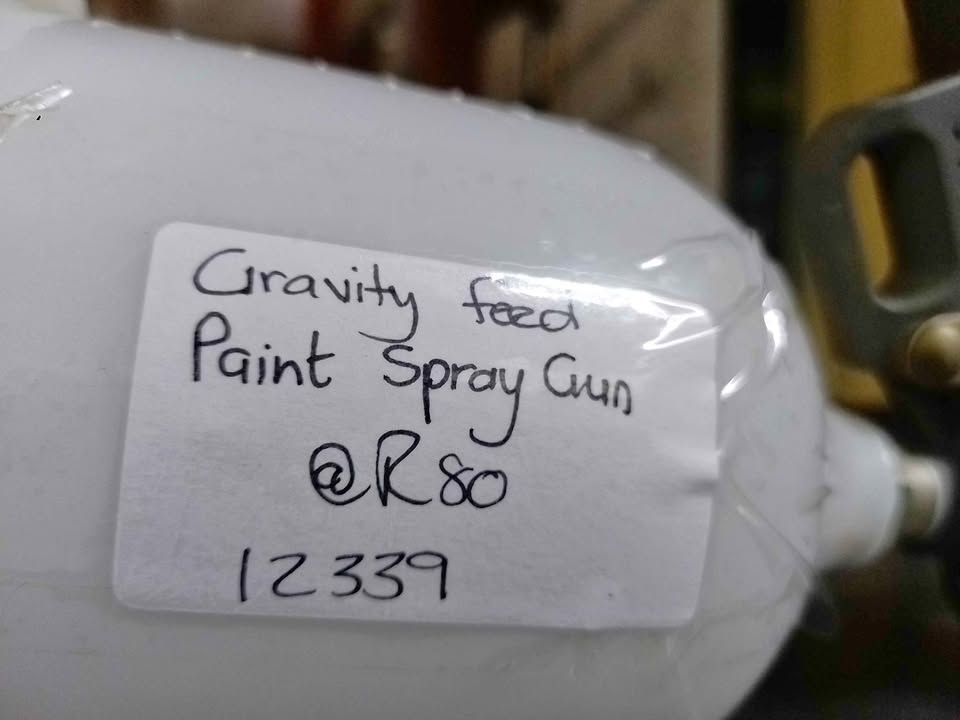 Gravity feed
Paint Spray Gun
@R80
12339